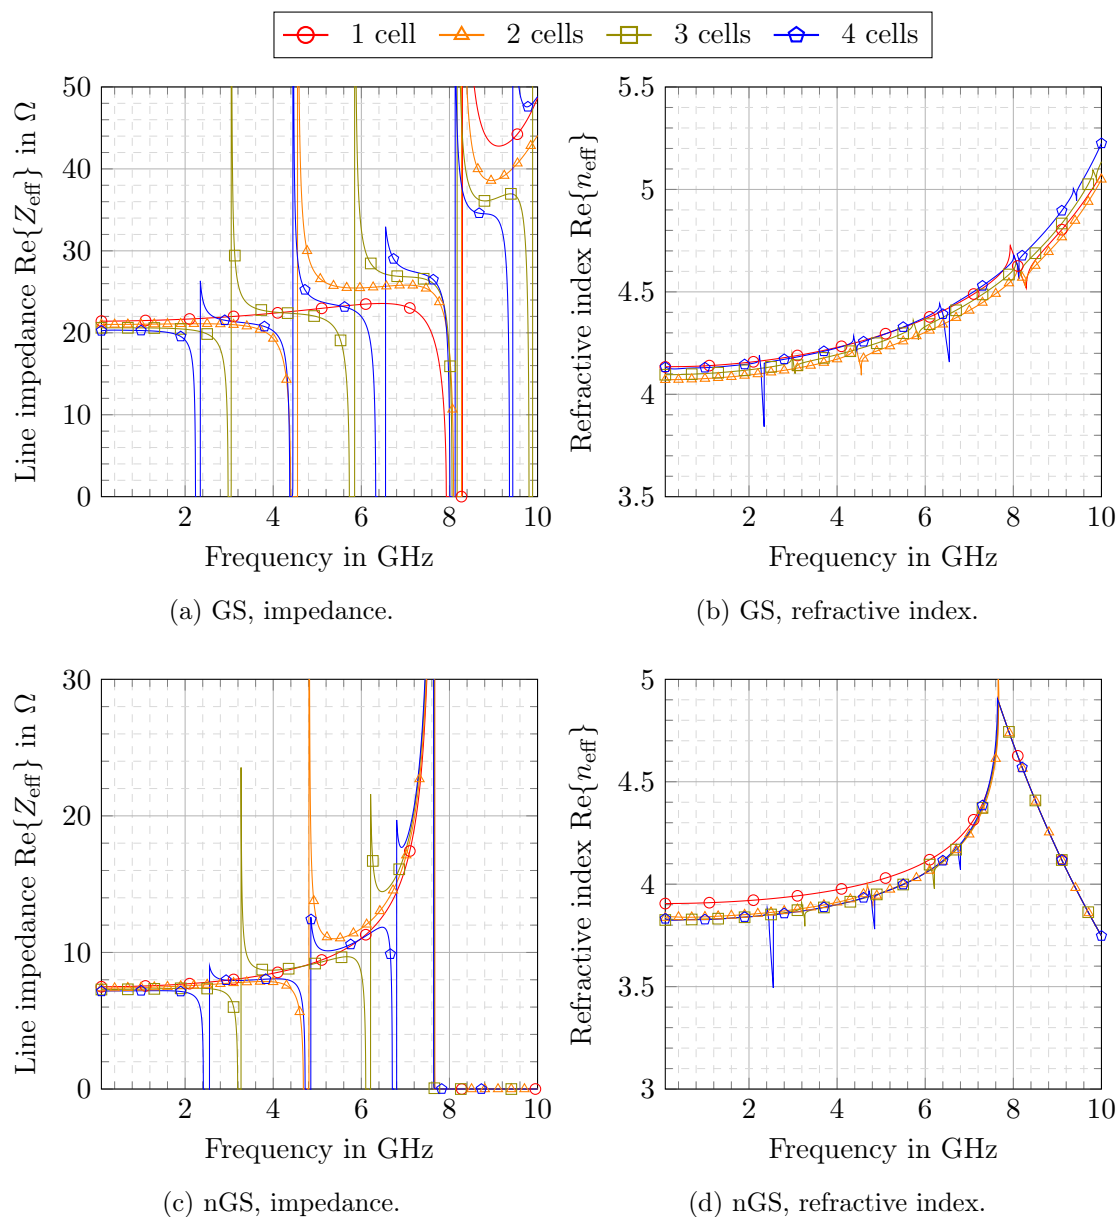 1 cell 2 cells 3 cells 4 cells
50
40
30
20
10
0
2 4 6 8 10
Line impedance Re{Z_eff} in Ω
Frequency in GHz
(a) GS, impedance.
5.5
5
4.5
4
3.5
2 4 6 8 10
Refractive index Re{n_eff}
Frequency in GHz
(b) GS, refractive index.
30
20
10
0
2 4 6 8 10
Line impedance Re{Z_eff} in Ω
Frequency in GHz
(c) nGS, impedance.
5
4.5
4
3.5
3
2 4 6 8 10
Refractive index Re{n_eff}
Frequency in GHz
(d) nGS, refractive index.